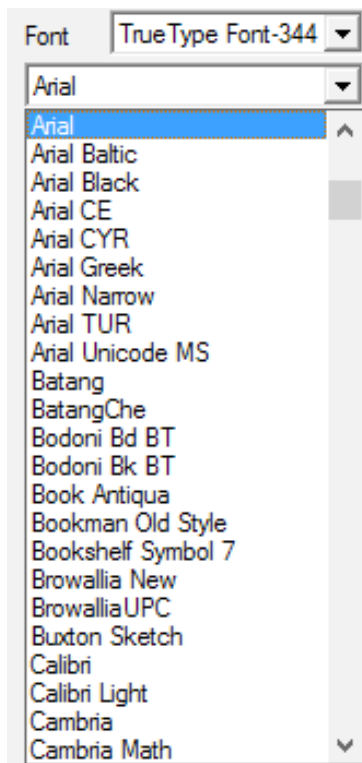 Font TrueType Font-344
Arial
Arial
Arial Baltic
Arial Black
Arial CE
Arial CYR
Arial Greek
Arial Narrow
Arial TUR
Arial Unicode MS
Batang
BatangChe
Bodoni Bd BT
Bodoni Bk BT
Book Antiqua
Bookman Old Style
Bookshelf Symbol 7
Browallia New
BrowalliaUPC
Buxton Sketch
Calibri
Calibri Light
Cambria
Cambria Math